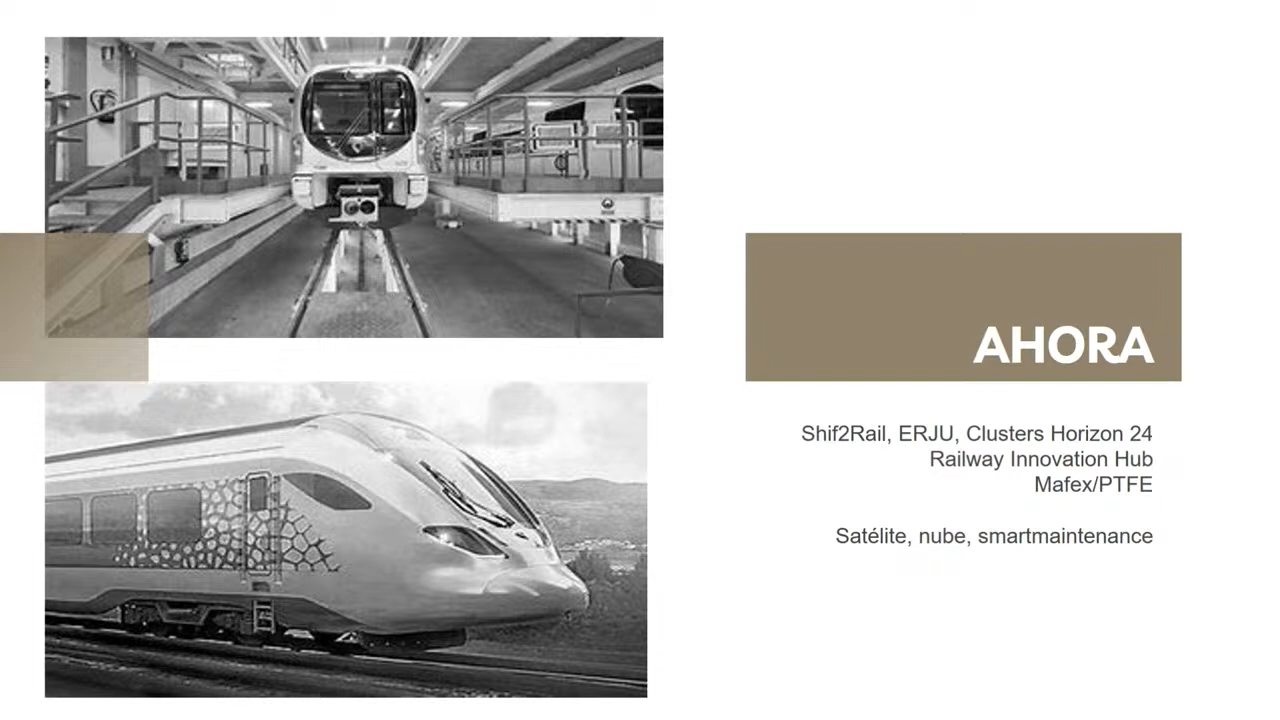 AHORA
Shif2Rail, ERJU, Clusters Horizon 24
Railway Innovation Hub
Mafex/PTFE
Satélite, nube, smartmaintenance